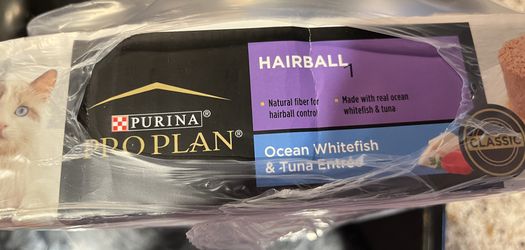 HAIRBALL
1
• Natural fiber for
hairball control
• Made with real ocean
whitefish & tuna
PURINA®
PRO PLAN®
Ocean Whitefish
& Tuna Entrée
CLASSIC